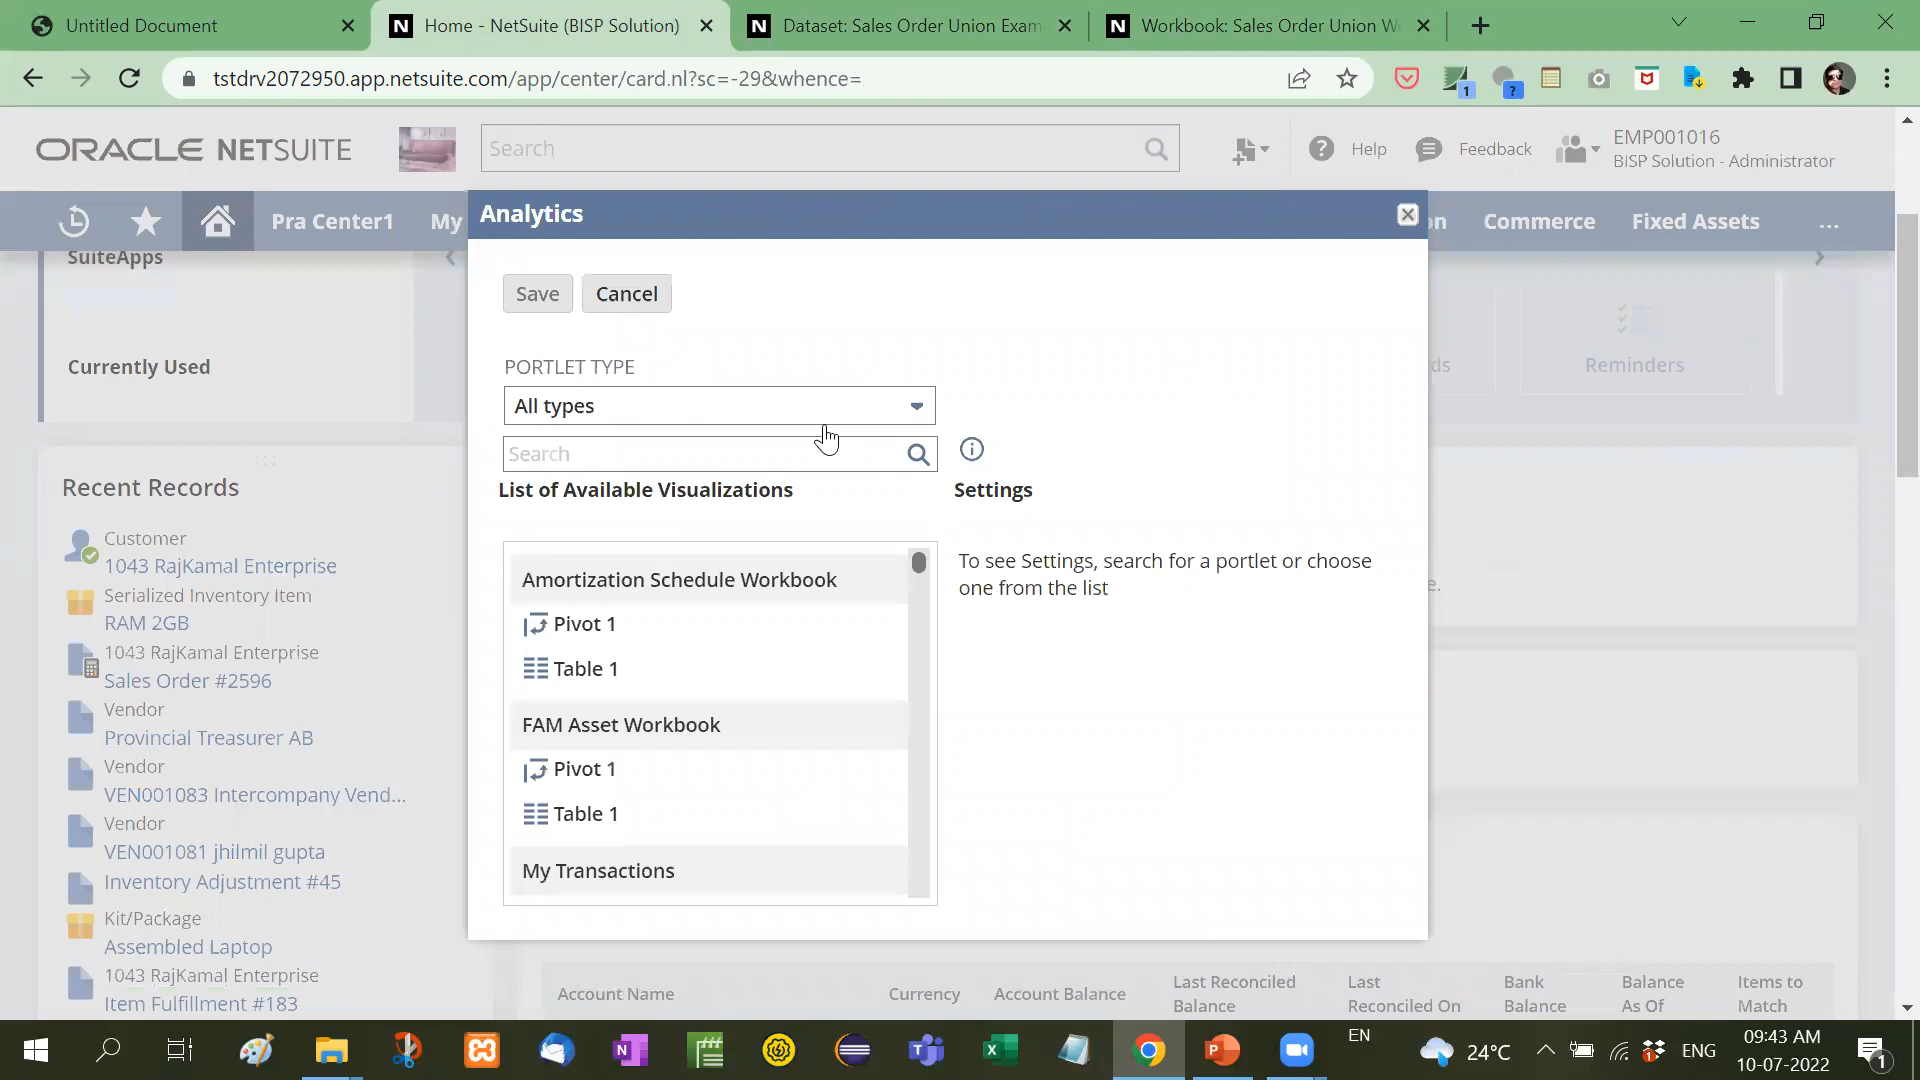 Untitled Document
Home - NetSuite (BISP Solution)
Dataset: Sales Order Union Exam
Workbook: Sales Order Union W
tstdrv2072950.app.netsuite.com/app/center/card.nl?sc=-29&whence=
1
?
ORACLE NETSUITE
Search
Help
Feedback
EMP001016
BISP Solution - Administrator
Pra Center1
My
Analytics
on
Commerce
Fixed Assets
...
SuiteApps
Currently Used
Save
Cancel
PORTLET TYPE
All types
Search
List of Available Visualizations
Settings
Amortization Schedule Workbook
Pivot 1
Table 1
FAM Asset Workbook
Pivot 1
Table 1
My Transactions
To see Settings, search for a portlet or choose
one from the list
ds
Reminders
e.
Recent Records
Customer
1043 RajKamal Enterprise
Serialized Inventory Item
RAM 2GB
1043 RajKamal Enterprise
Sales Order #2596
Vendor
Provincial Treasurer AB
Vendor
VEN001083 Intercompany Vend...
Vendor
VEN001081 jhilmil gupta
Inventory Adjustment #45
Kit/Package
Assembled Laptop
1043 RajKamal Enterprise
Item Fulfillment #183
Account Name
Currency
Account Balance
Last Reconciled
Balance
Last
Reconciled On
Bank
Balance
Balance
As Of
Items to
Match
EN
24°C
ENG
09:43 AM
10-07-2022
1